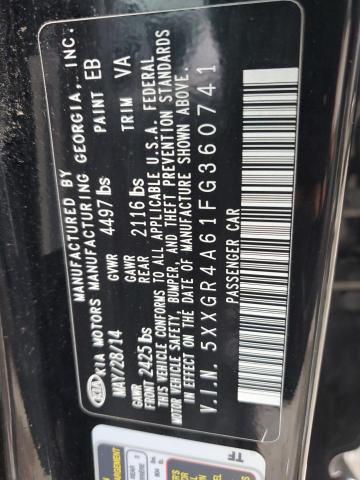 MANUFACTURED BY
KIA KIA MOTORS MANUFACTURING GEORGIA, INC.
MAY/28/14 GVWR 4497 lbs PAINT EB
GAWR FRONT 2425 lbs GAWR REAR 2116 lbs TRIM VA
THIS VEHICLE CONFORMS TO ALL APPLICABLE U.S.A. FEDERAL
MOTOR VEHICLE SAFETY, BUMPER, AND THEFT PREVENTION STANDARDS
IN EFFECT ON THE DATE OF MANUFACTURE SHOWN ABOVE.
V.I.N. 5XXGR4A61FG360741
PASSENGER CAR
REAR